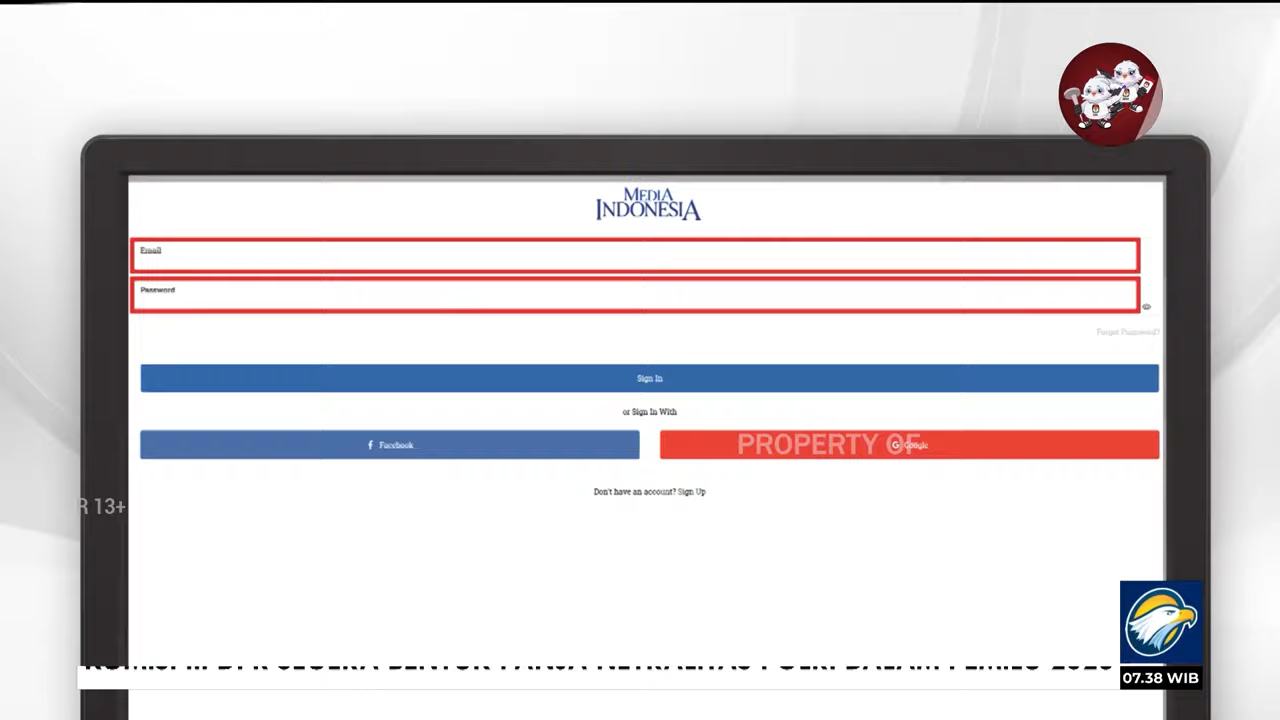 MEDIA
INDONESIA
Email
Password
Forgot Password?
Sign In
or Sign In With
Facebook
Google
PROPERTY OF
Don't have an account? Sign Up
R 13+
07.38 WIB